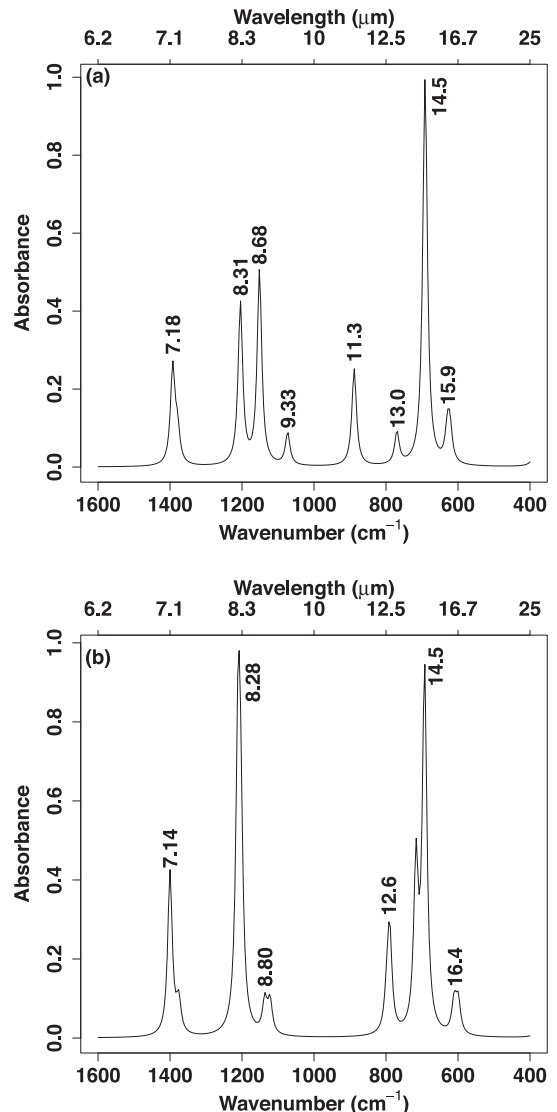 Wavelength (μm)
6.2 7.1 8.3 10 12.5 16.7 25
(a)
1.0
0.8
0.6
0.4
0.2
0.0
Absorbance
7.18
8.31
8.68
9.33
11.3
13.0
14.5
15.9
1600 1400 1200 1000 800 600 400
Wavenumber (cm⁻¹)
Wavelength (μm)
6.2 7.1 8.3 10 12.5 16.7 25
(b)
1.0
0.8
0.6
0.4
0.2
0.0
Absorbance
7.14
8.28
8.80
12.6
14.5
16.4
1600 1400 1200 1000 800 600 400
Wavenumber (cm⁻¹)